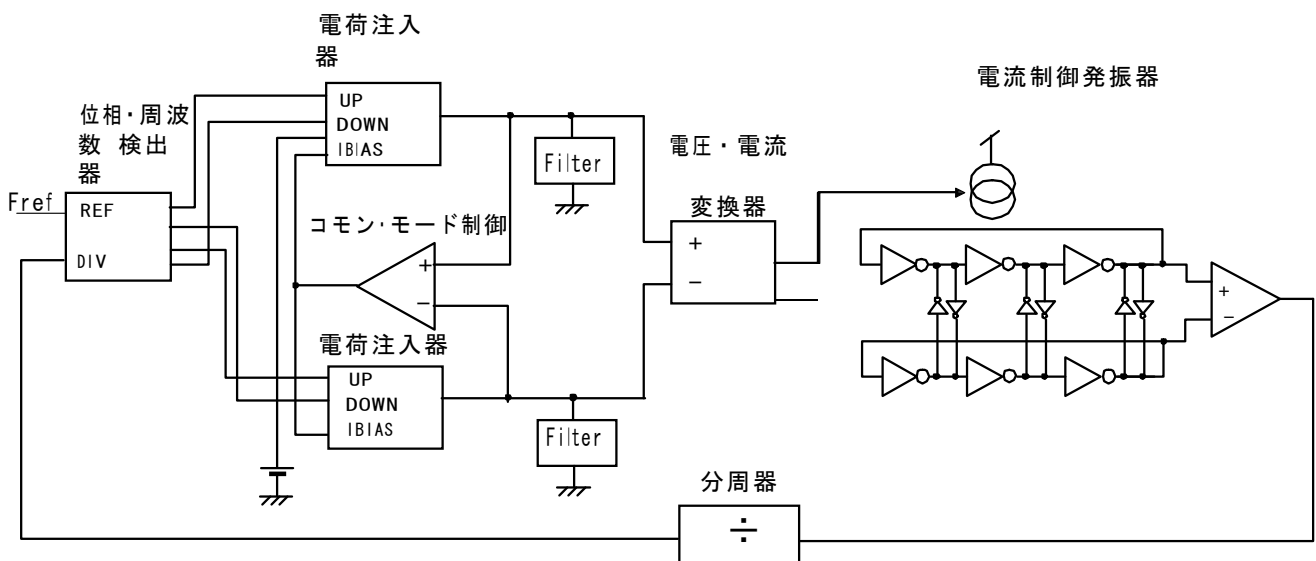 電荷注入
器
UP
DOWN
IBIAS
位相・周波
数 検出
器
Fref
REF
DIV
Filter
電圧・電流
変換器
+
-
電流制御発振器
コモン・モード制御
+
-
+
-
電荷注入器
UP
DOWN
IBIAS
Filter
分周器
÷